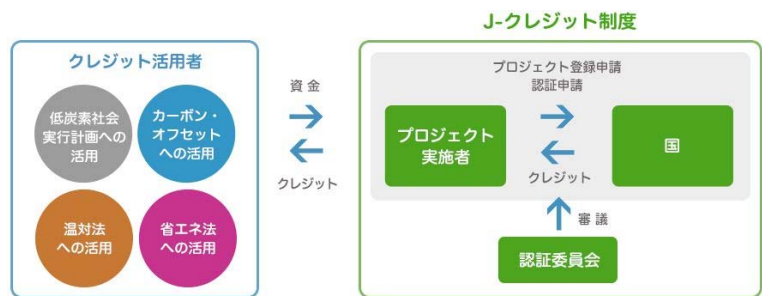 J-クレジット制度
クレジット活用者
低炭素社会
実行計画への
活用
カーボン・
オフセット
への活用
温対法
への活用
省エネ法
への活用
資金
クレジット
プロジェクト登録申請
認証申請
プロジェクト
実施者
クレジット
国
審議
認証委員会